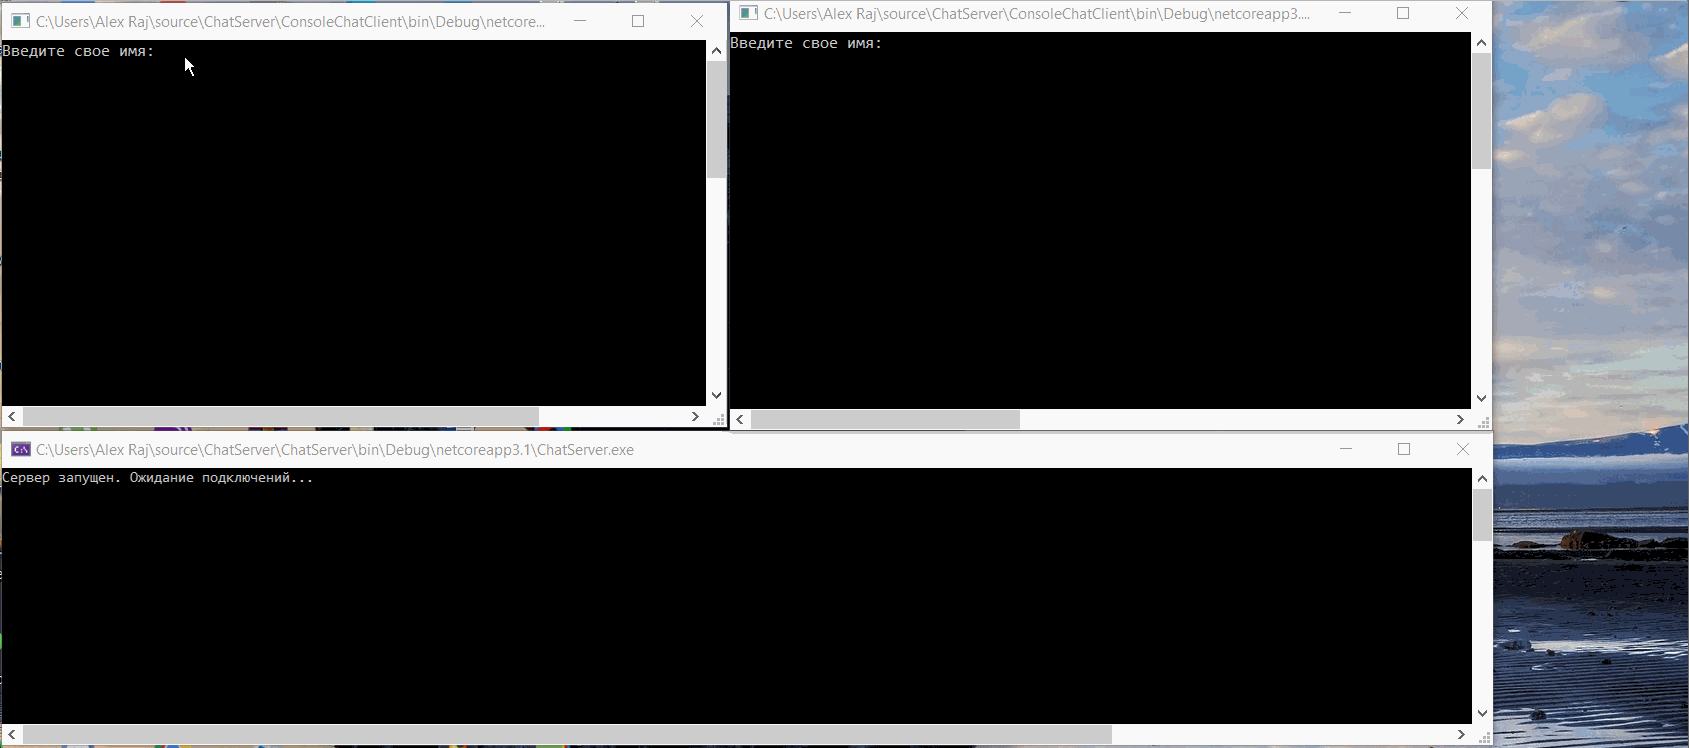 C:\Users\Alex Raj\source\ChatServer\ConsoleChatClient\bin\Debug\netcore...
Введите свое имя:
C:\Users\Alex Raj\source\ChatServer\ConsoleChatClient\bin\Debug\netcoreapp3....
Введите свое имя:
C:\Users\Alex Raj\source\ChatServer\ChatServer\bin\Debug\netcoreapp3.1\ChatServer.exe
Сервер запущен. Ожидание подключений...